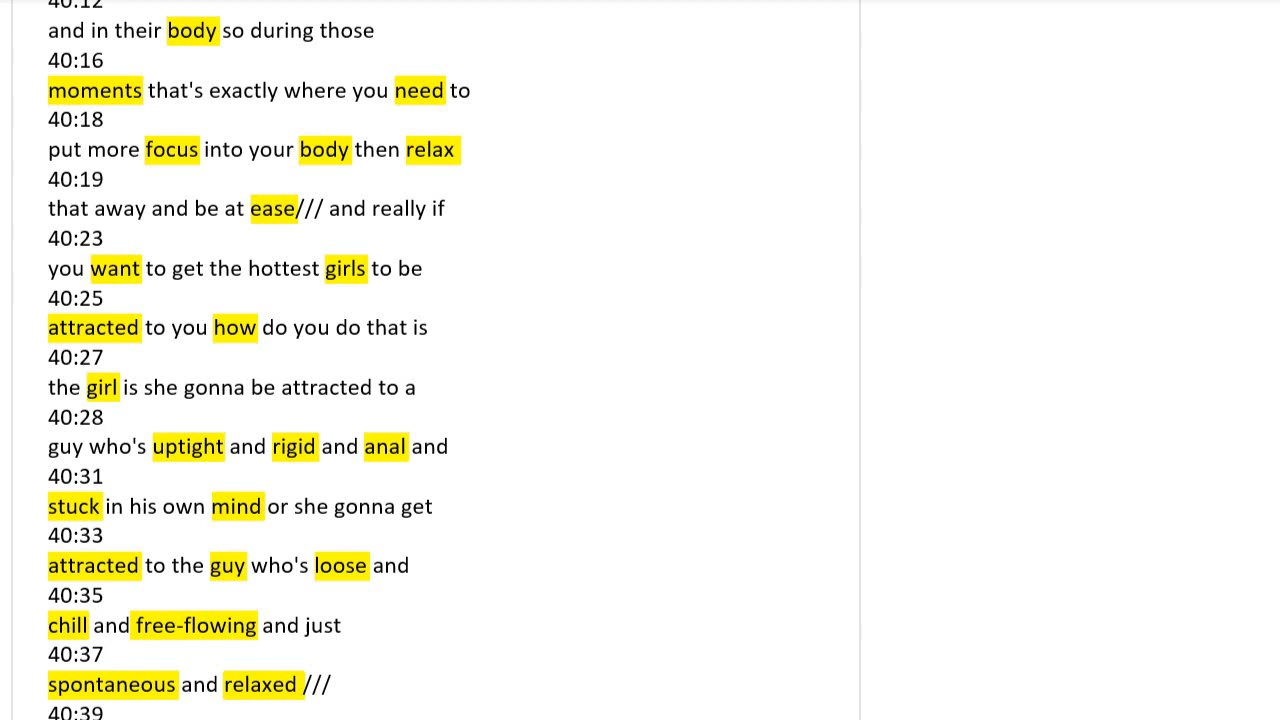 40:12
and in their body so during those
40:16
moments that's exactly where you need to
40:18
put more focus into your body then relax
40:19
that away and be at ease/// and really if
40:23
you want to get the hottest girls to be
40:25
attracted to you how do you do that is
40:27
the girl is she gonna be attracted to a
40:28
guy who's uptight and rigid and anal and
40:31
stuck in his own mind or she gonna get
40:33
attracted to the guy who's loose and
40:35
chill and free-flowing and just
40:37
spontaneous and relaxed ///
40:39